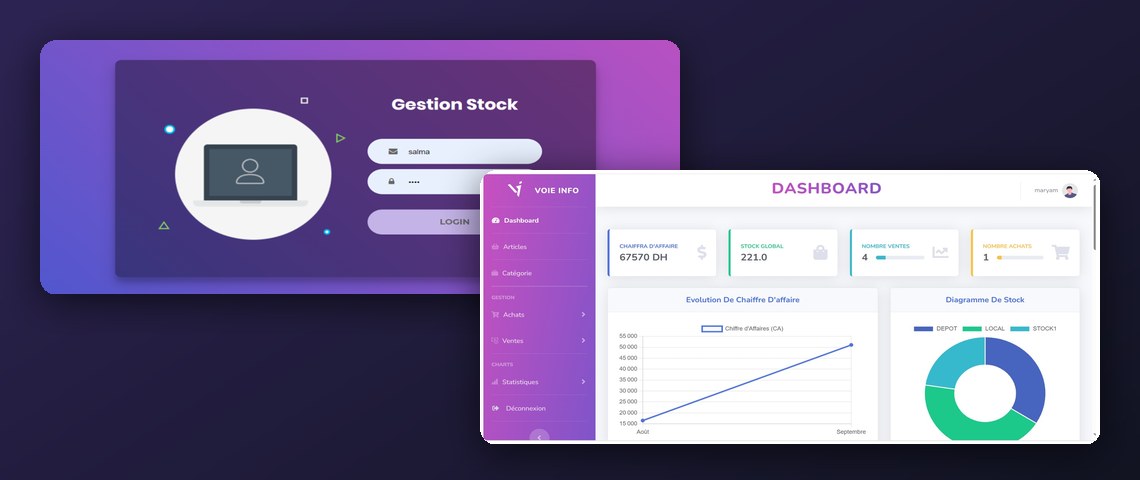 Gestion Stock
salma
••••
LOGIN
VOIE INFO
Dashboard
Articles
Catégorie
GESTION
Achats
Ventes
CHARTS
Statistiques
Déconnexion
DASHBOARD
maryam
CHAIFFRA D'AFFAIRE
67570 DH
STOCK GLOBAL
221.0
NOMBRE VENTES
4
NOMBRE ACHATS
1
Evolution De Chaiffre D'affaire
Chiffre d'Affaires (CA)
55 000
50 000
45 000
40 000
35 000
30 000
25 000
20 000
15 000
Août
Septembre
Diagramme De Stock
DEPOT
LOCAL
STOCK1